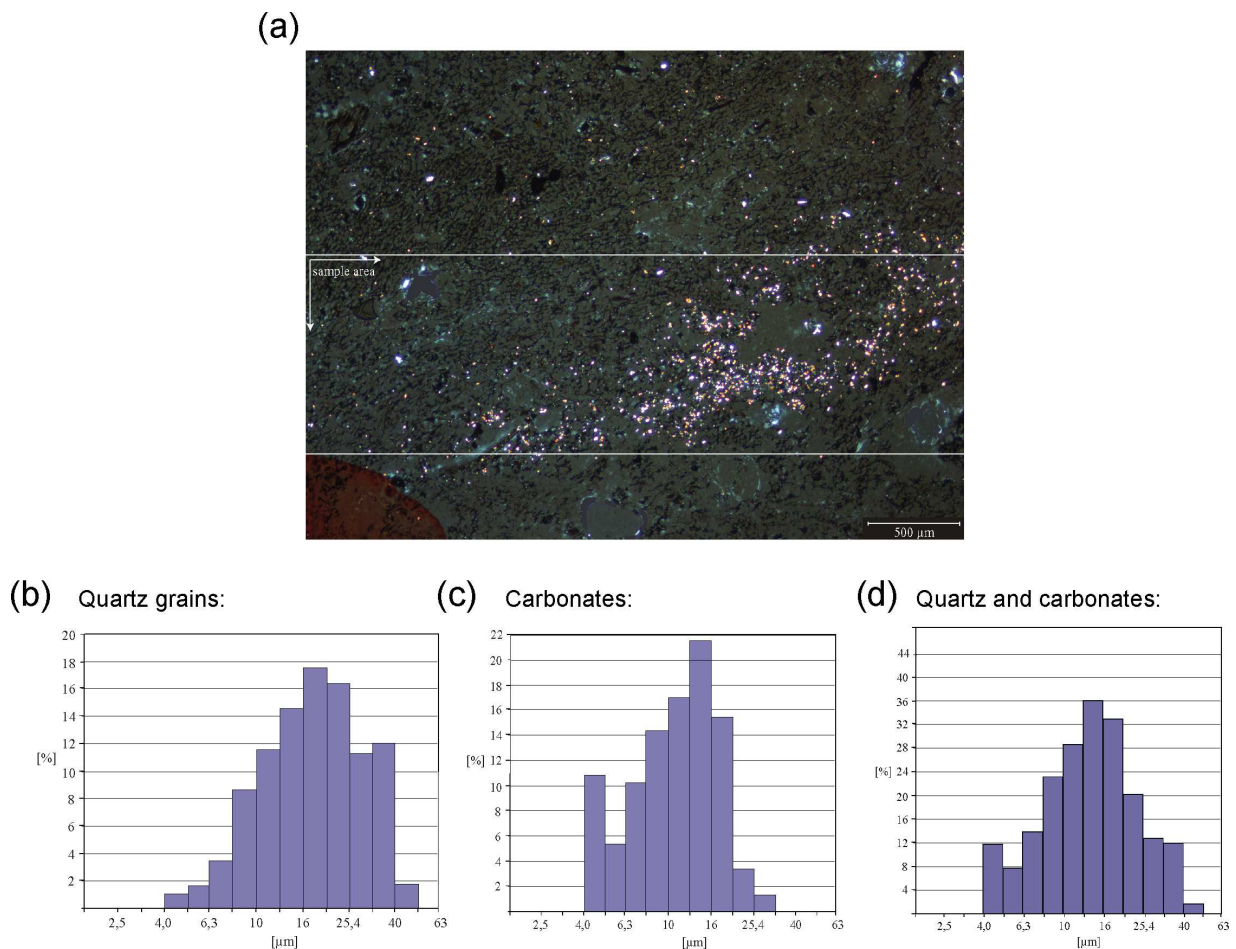 (a)
sample area
500 µm
(b) Quartz grains:
20
18
16
14
12
[%]
10
8
6
4
2
2,5 4,0 6,3 10 16 25,4 40 63
[µm]
(c) Carbonates:
22
20
18
16
14
12
[%]
10
8
6
4
2
2,5 4,0 6,3 10 16 25,4 40 63
[µm]
(d) Quartz and carbonates:
44
40
36
32
28
[%]
24
20
16
12
8
4
2,5 4,0 6,3 10 16 25,4 40 63
[µm]